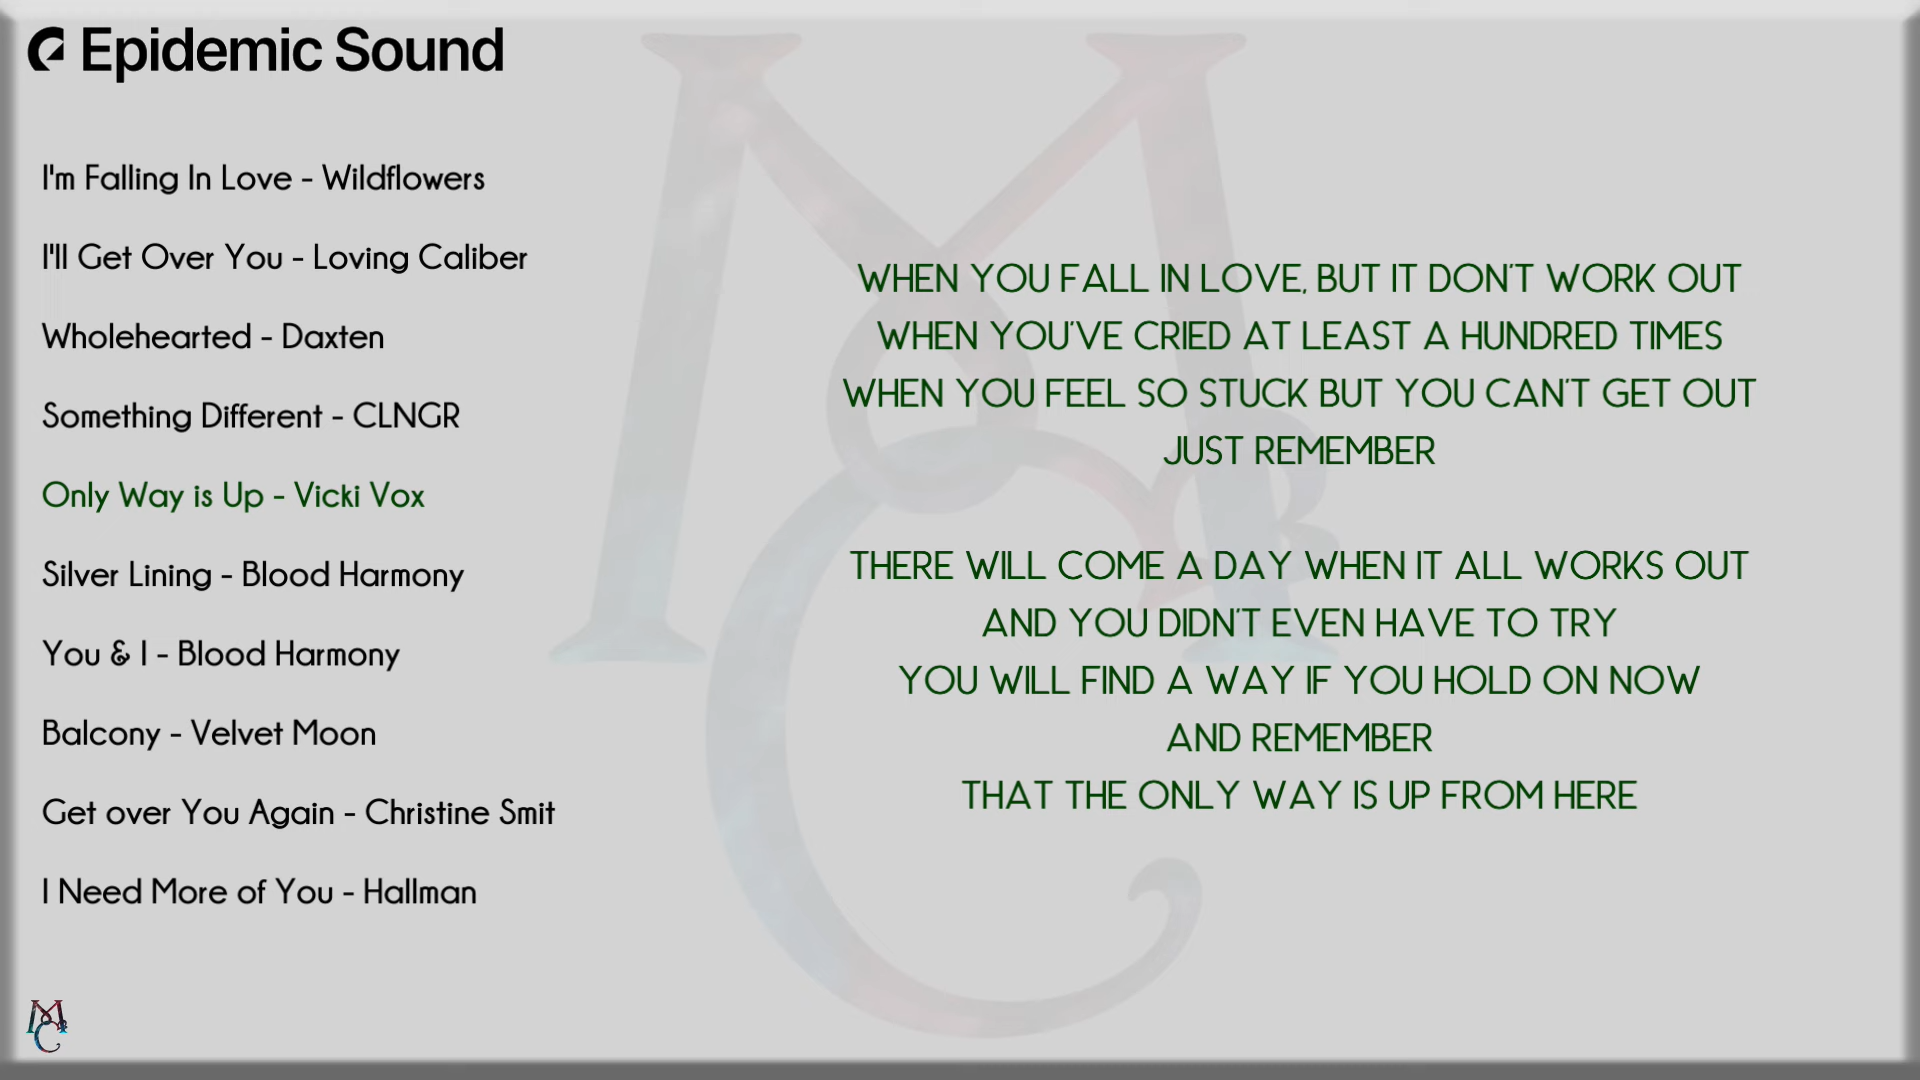 Epidemic Sound
I'm Falling In Love - Wildflowers
I'll Get Over You - Loving Caliber
Wholehearted - Daxten
Something Different - CLNGR
Only Way is Up - Vicki Vox
Silver Lining - Blood Harmony
You & I - Blood Harmony
Balcony - Velvet Moon
Get over You Again - Christine Smit
I Need More of You - Hallman
WHEN YOU FALL IN LOVE, BUT IT DON'T WORK OUT
WHEN YOU'VE CRIED AT LEAST A HUNDRED TIMES
WHEN YOU FEEL SO STUCK BUT YOU CAN'T GET OUT
JUST REMEMBER
THERE WILL COME A DAY WHEN IT ALL WORKS OUT
AND YOU DIDN'T EVEN HAVE TO TRY
YOU WILL FIND A WAY IF YOU HOLD ON NOW
AND REMEMBER
THAT THE ONLY WAY IS UP FROM HERE